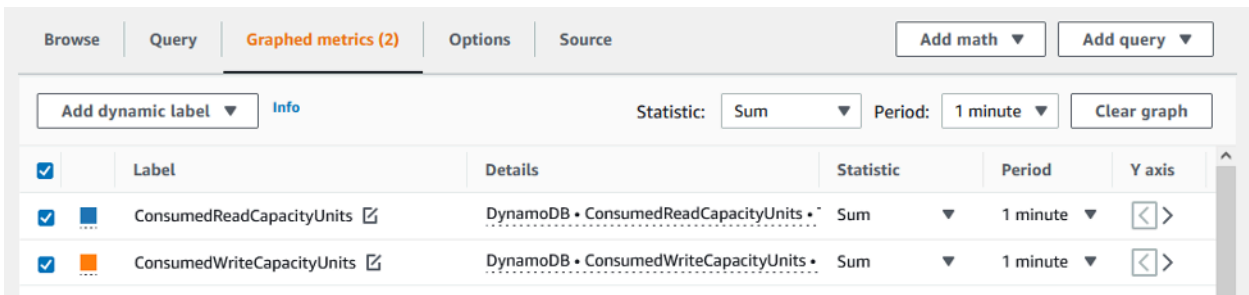 Browse Query Graphed metrics (2) Options Source Add math ▼ Add query ▼
Add dynamic label ▼ Info Statistic: Sum ▼ Period: 1 minute ▼ Clear graph
Label Details Statistic Period Y axis
ConsumedReadCapacityUnits DynamoDB • ConsumedReadCapacityUnits • Sum ▼ 1 minute ▼ < >
ConsumedWriteCapacityUnits DynamoDB • ConsumedWriteCapacityUnits • Sum ▼ 1 minute ▼ < >